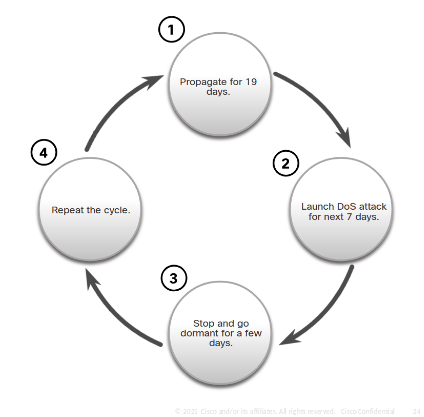 1
Propagate for 19
days.
2
Launch DoS attack
for next 7 days.
3
Stop and go
dormant for a few
days.
4
Repeat the cycle.
© 2021 Cisco and/or its affiliates. All rights reserved. Cisco Confidential